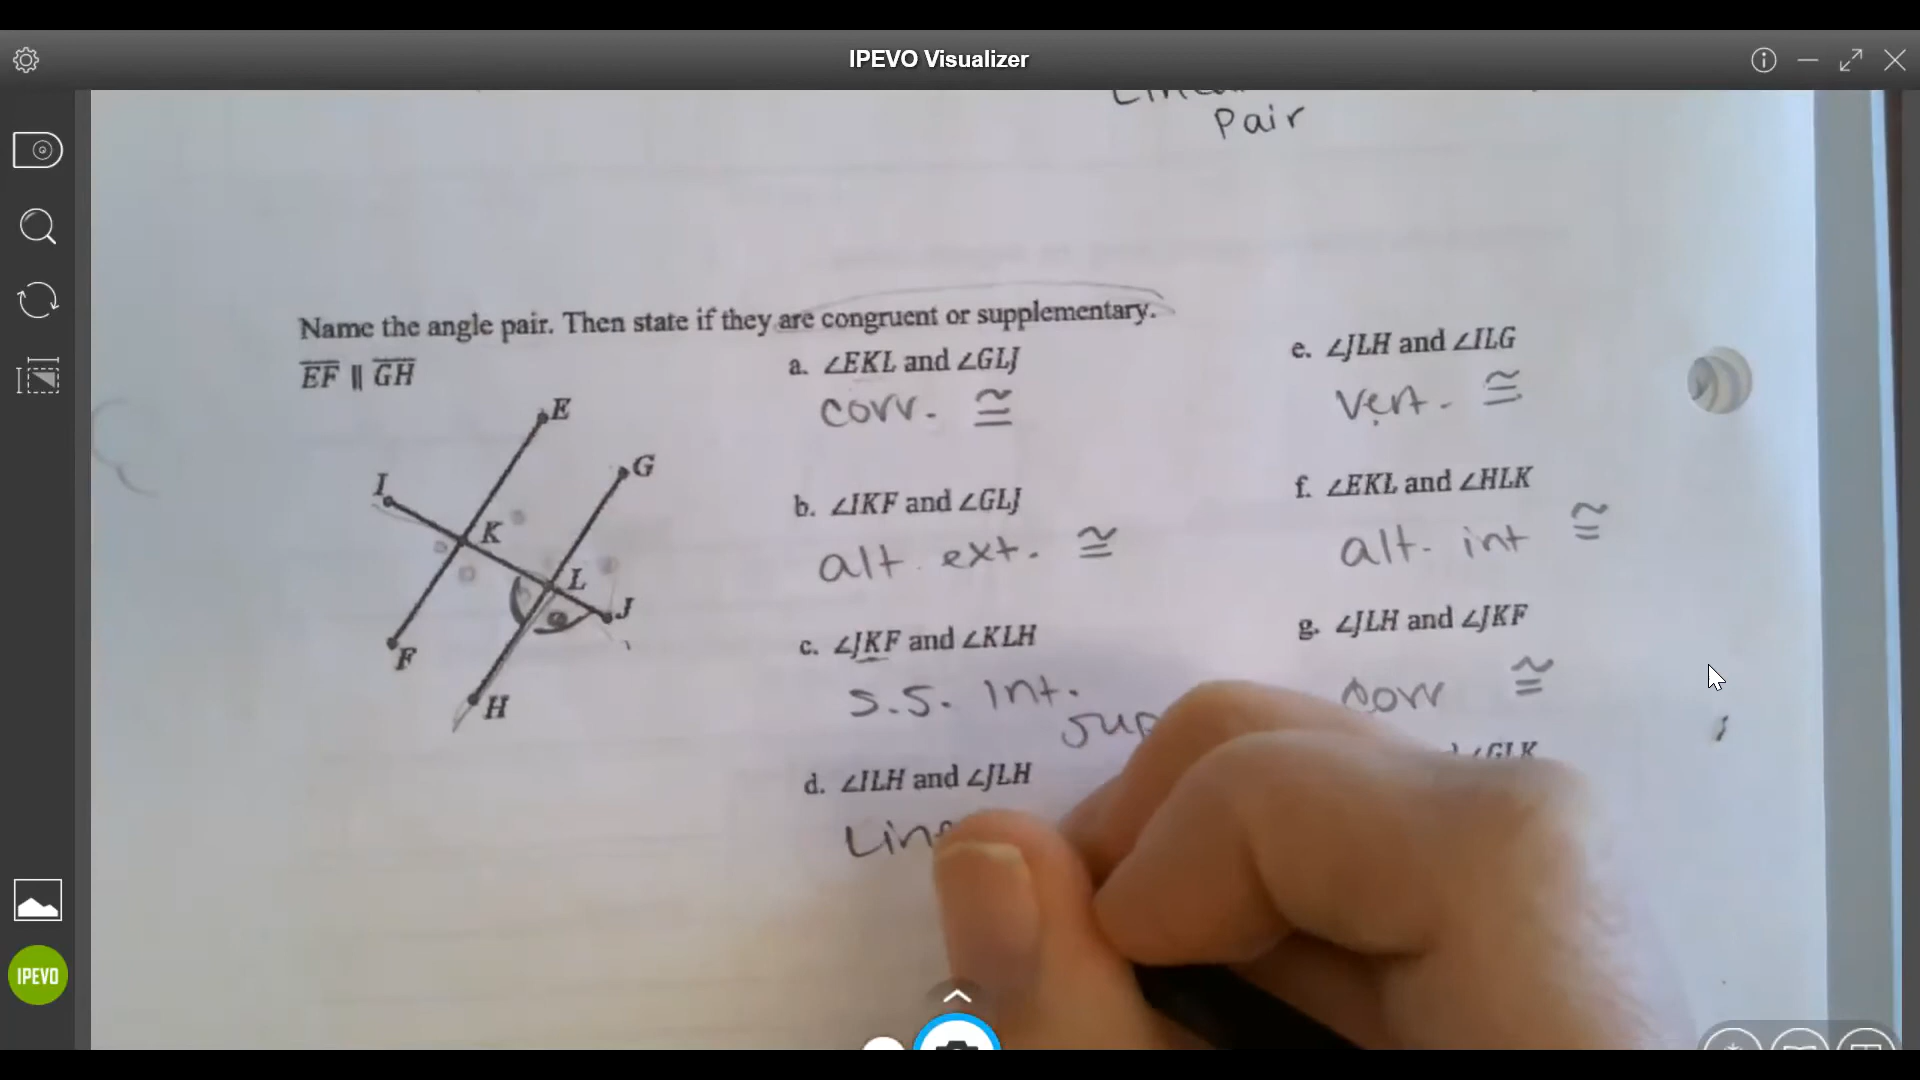 IPEVO Visualizer
Pair
Name the angle pair. Then state if they are congruent or supplementary.
EF ∥ GH
E
G
I
K
L
J
F
H
a. ∠EKL and ∠GLJ
corr. ≅
b. ∠IKF and ∠GLJ
alt. ext. ≅
c. ∠JKF and ∠KLH
s.s. Int.
d. ∠ILH and ∠JLH
e. ∠JLH and ∠ILG
vert. ≅
f. ∠EKL and ∠HLK
alt. int ≅
g. ∠JLH and ∠JKF
corr ≅
∠GLK
IPEVO